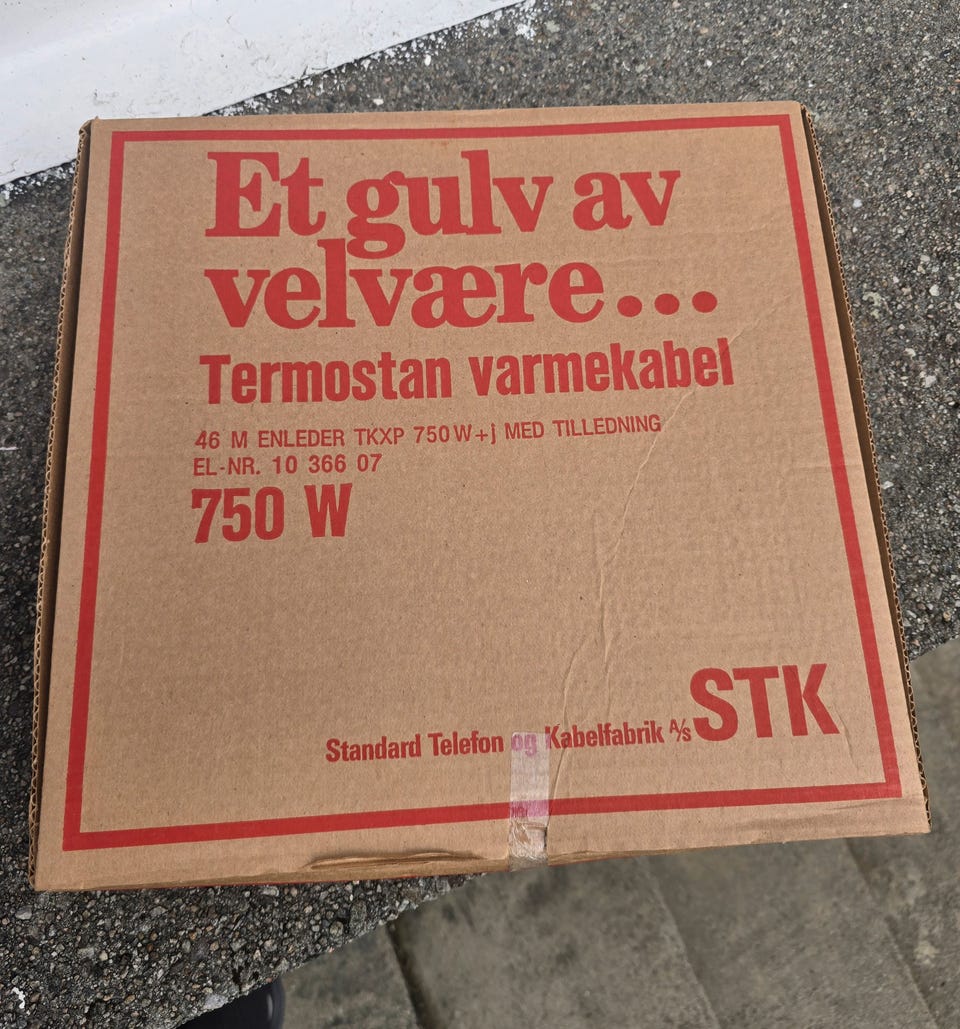 Et gulv av
velvære...
Termostan varmekabel
46 M ENLEDER TKXP 750W+j MED TILLEDNING
EL-NR. 10 366 07
750 W
Standard Telefon og Kabelfabrik A/s STK